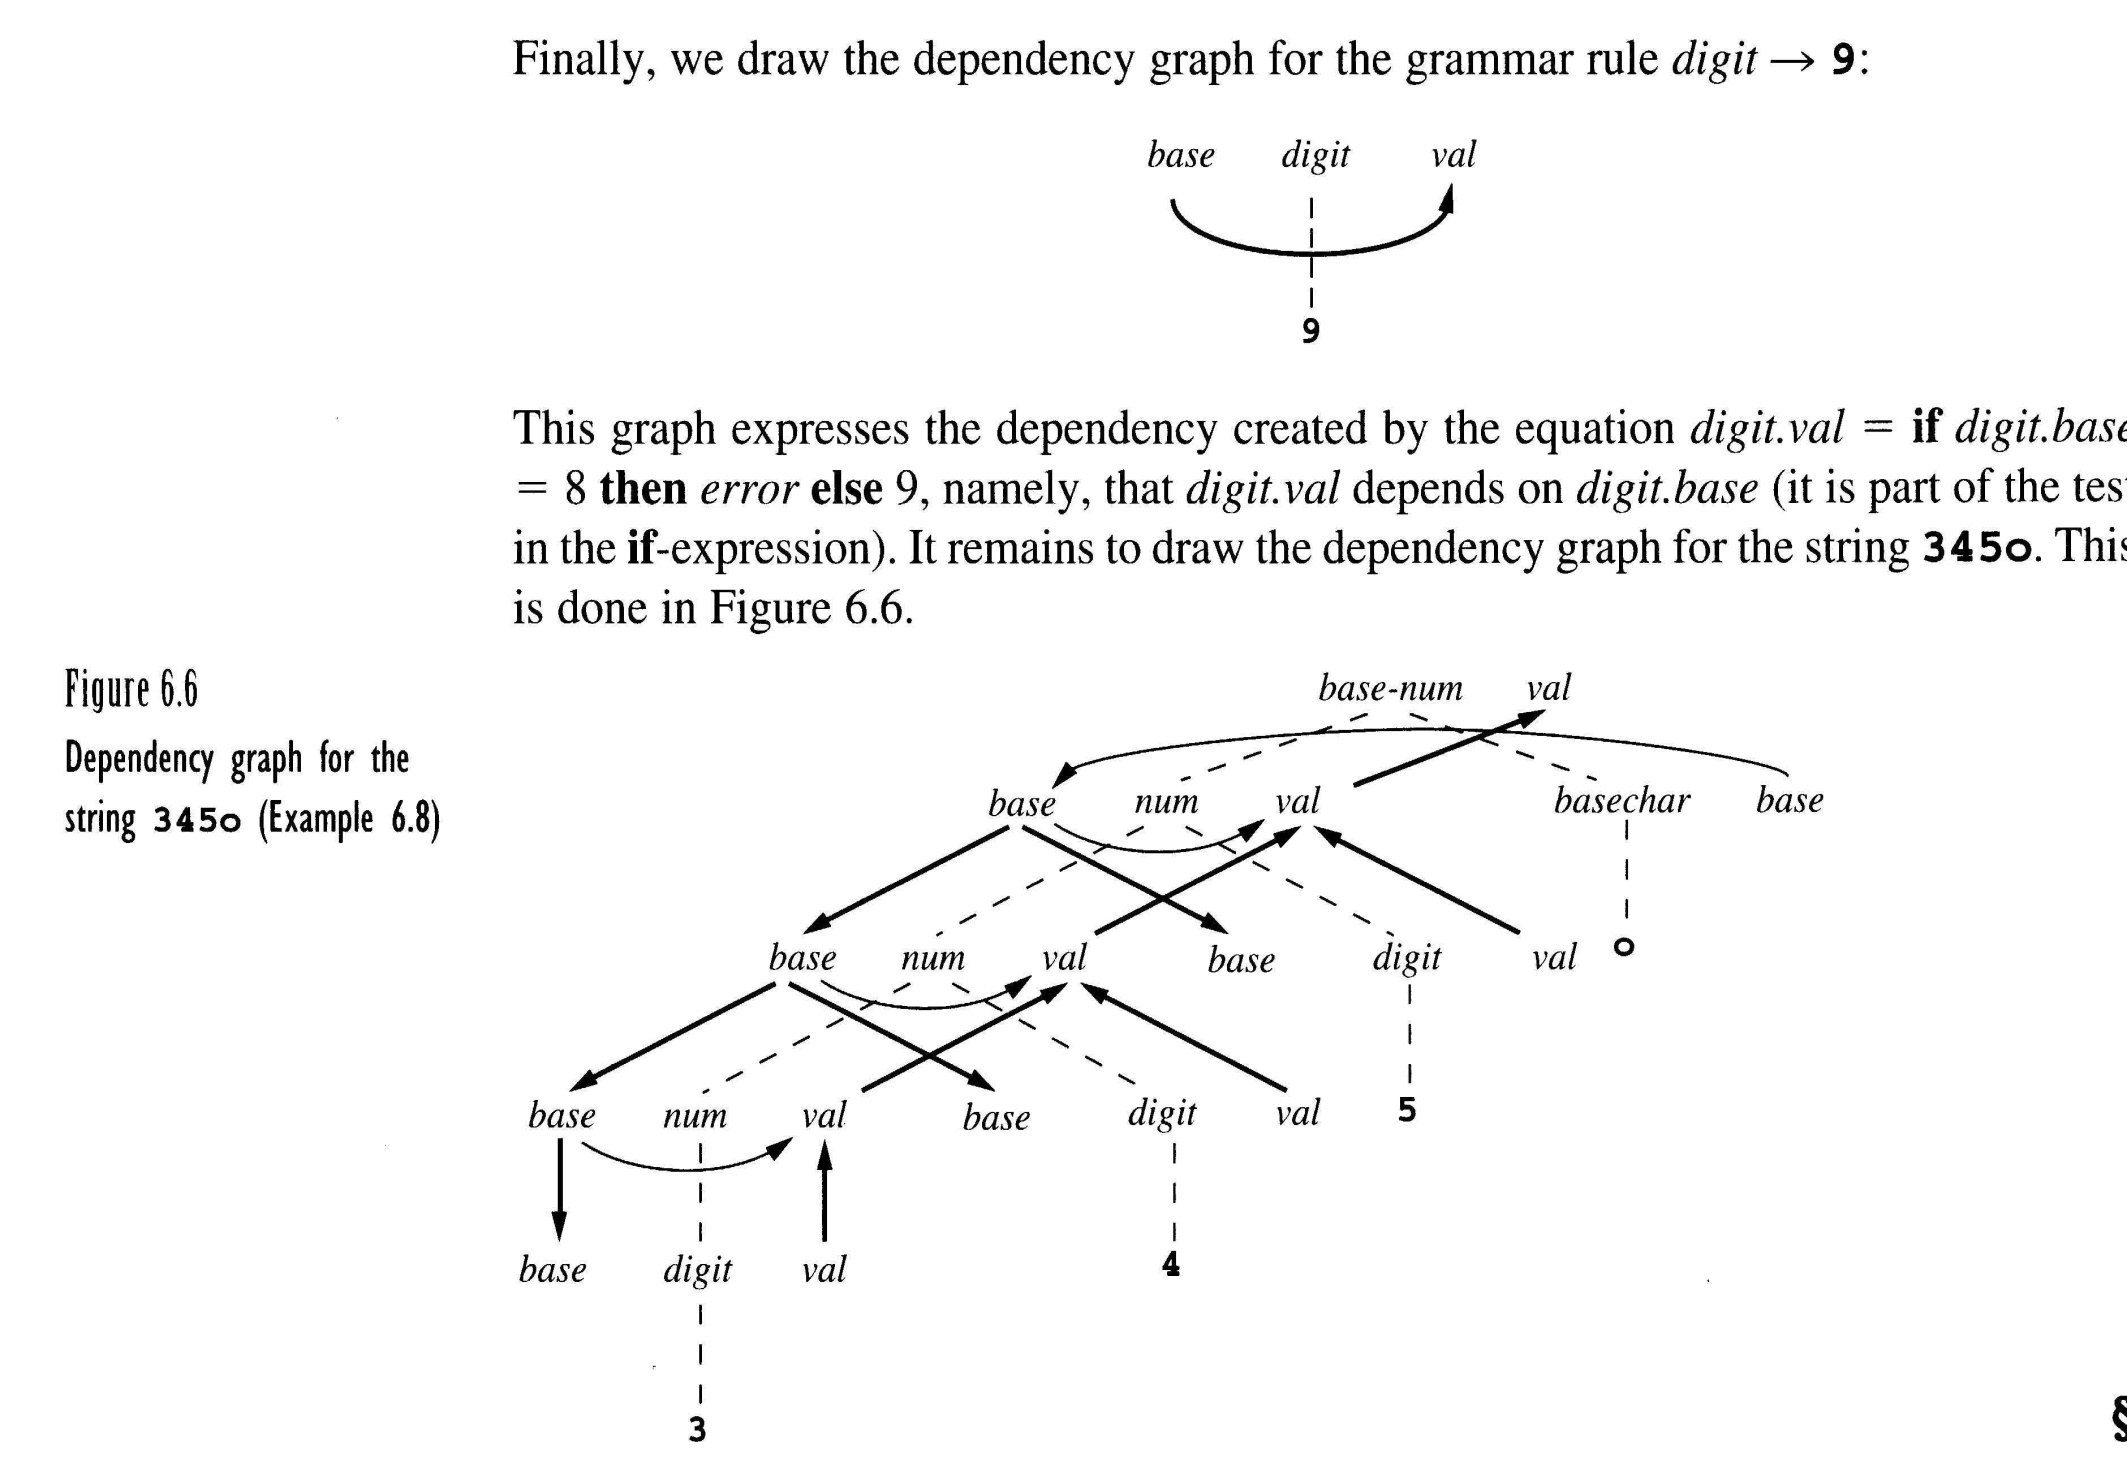 Finally, we draw the dependency graph for the grammar rule digit → 9:
base digit val
9
This graph expresses the dependency created by the equation digit.val = if digit.base
= 8 then error else 9, namely, that digit.val depends on digit.base (it is part of the test
in the if-expression). It remains to draw the dependency graph for the string 345o. This
is done in Figure 6.6.
Figure 6.6
Dependency graph for the
string 345o (Example 6.8)
base-num val
base num val basechar base
base num val base digit val o
base num val base digit val 5
base digit val 4
3
§